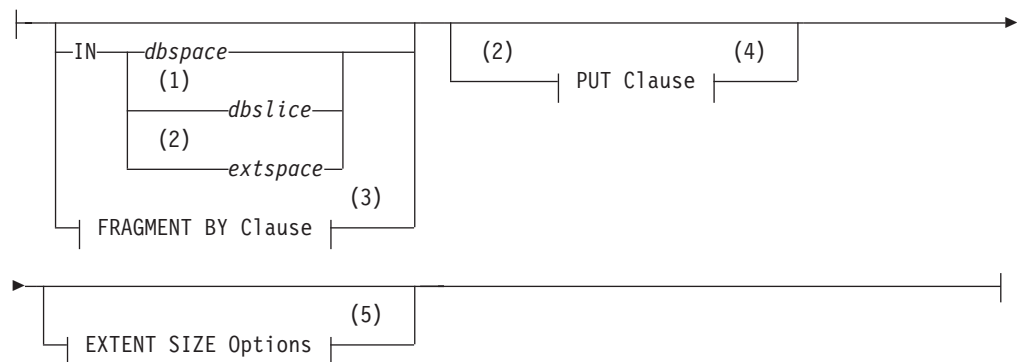 IN dbspace (2) (4)
(1) PUT Clause
dbslice
(2)
extspace
(3)
FRAGMENT BY Clause
(5)
EXTENT SIZE Options